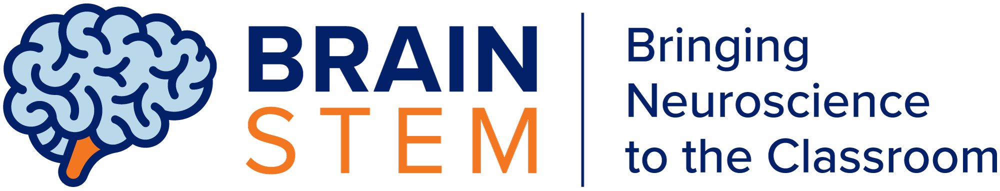 BRAIN
STEM
Bringing
Neuroscience
to the Classroom